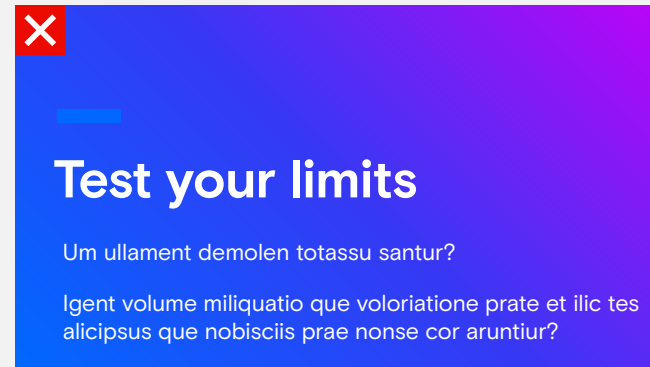 Test your limits
Um ullament demolen totassu santur?
Igent volume miliquatio que voloriatione prate et ilic tes
alicipsus que nobisciis prae nonse cor aruntiur?